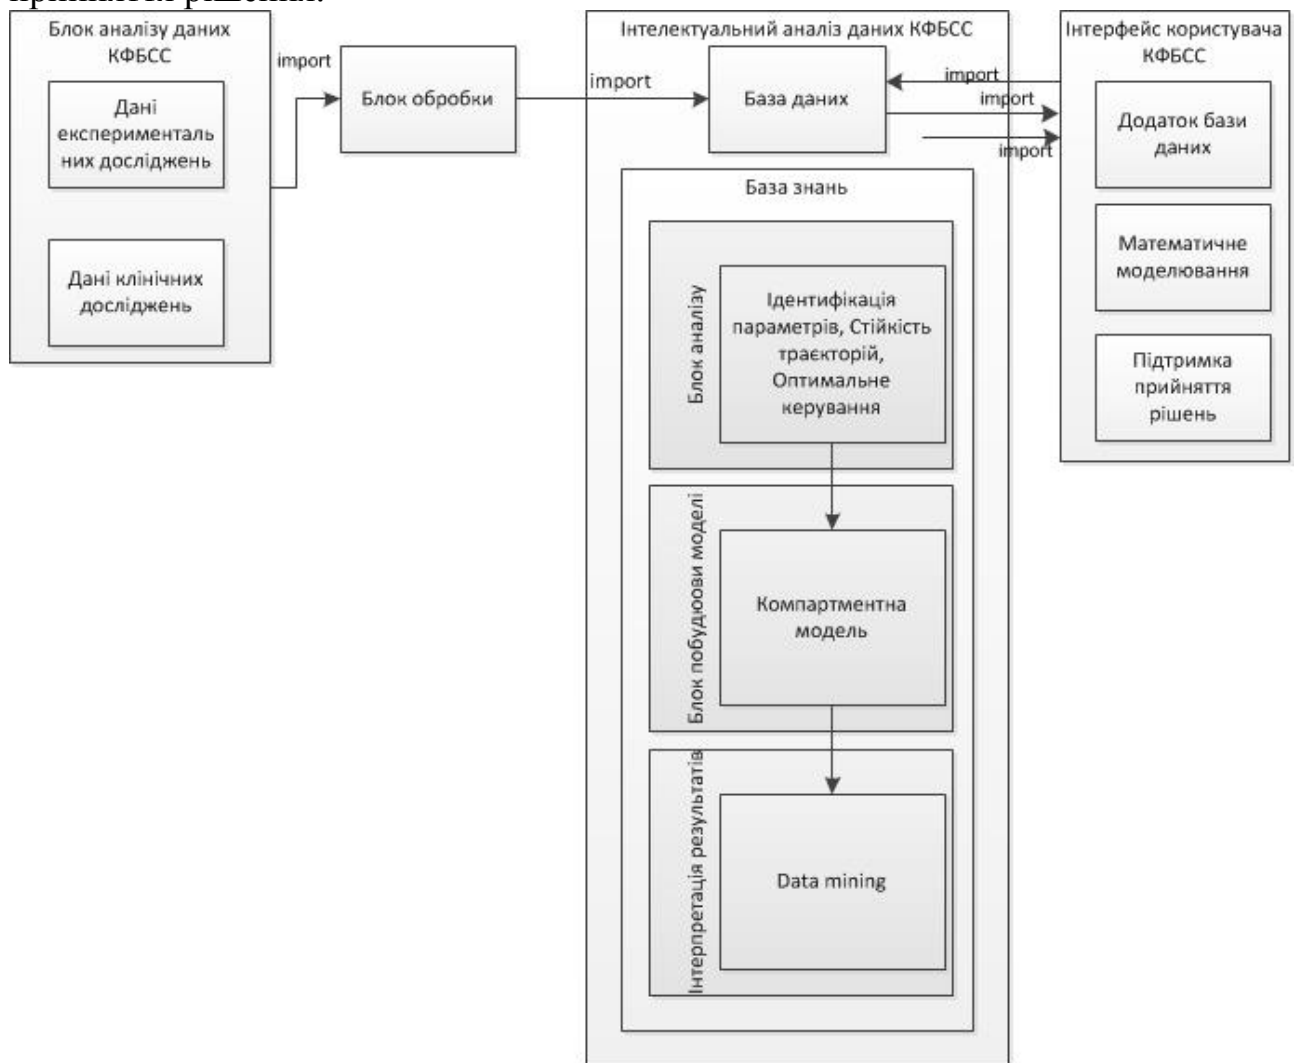 прийняття рішення.
Блок аналізу даних
КФБСС
Дані
експерименталь
них досліджень
Дані клінічних
досліджень
import
Блок обробки
import
Інтелектуальний аналіз даних КФБСС
База даних
import
import
import
Інтерфейс користувача
КФБСС
Додаток бази
даних
Математичне
моделювання
Підтримка
прийняття
рішень
База знань
Блок аналізу
Ідентифікація
параметрів, Стійкість
траєкторій,
Оптимальне
керування
Блок побудюови моделі
Компартментна
модель
Інтерпретація результатів
Data mining